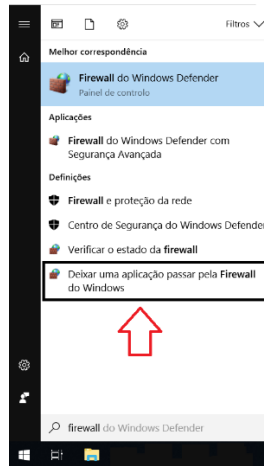 Filtros
Melhor correspondência
Firewall do Windows Defender
Painel de controlo
Aplicações
Firewall do Windows Defender com
Segurança Avançada
Definições
Firewall e proteção da rede
Centro de Segurança do Windows Defender
Verificar o estado da firewall
Deixar uma aplicação passar pela Firewall
do Windows
firewall do Windows Defender